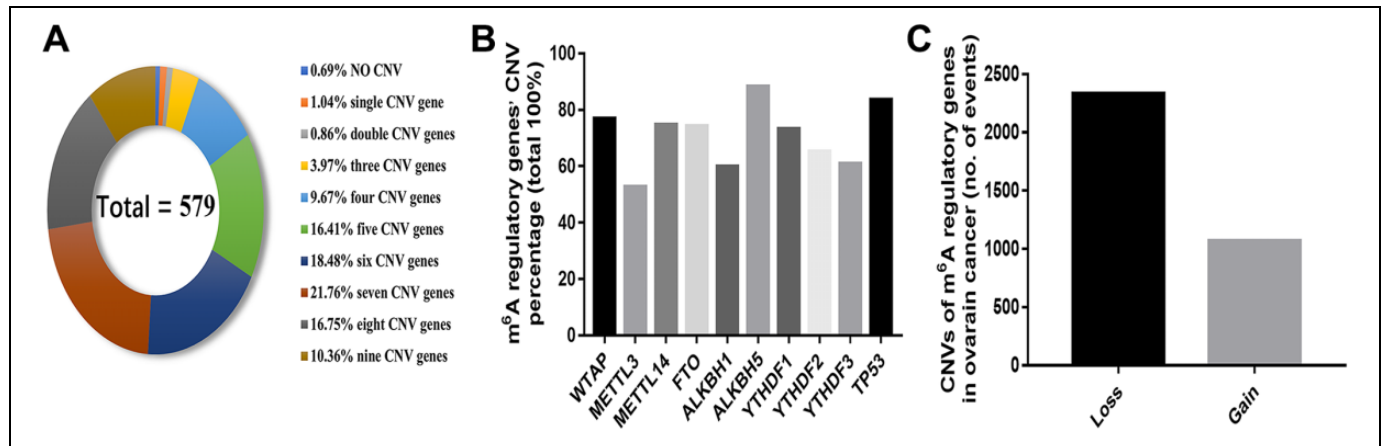 A
Total = 579
0.69% NO CNV
1.04% single CNV gene
0.86% double CNV genes
3.97% three CNV genes
9.67% four CNV genes
16.41% five CNV genes
18.48% six CNV genes
21.76% seven CNV genes
16.75% eight CNV genes
10.36% nine CNV genes
B
m⁶A regulatory genes' CNV
percentage (total 100%)
100
80
60
40
20
0
WTAP
METTL3
METTL14
FTO
ALKBH1
ALKBH5
YTHDF1
YTHDF2
YTHDF3
TP53
C
CNVs of m⁶A regulatory genes
in ovarain cancer (no. of events)
2500
2000
1500
1000
500
0
Loss
Gain